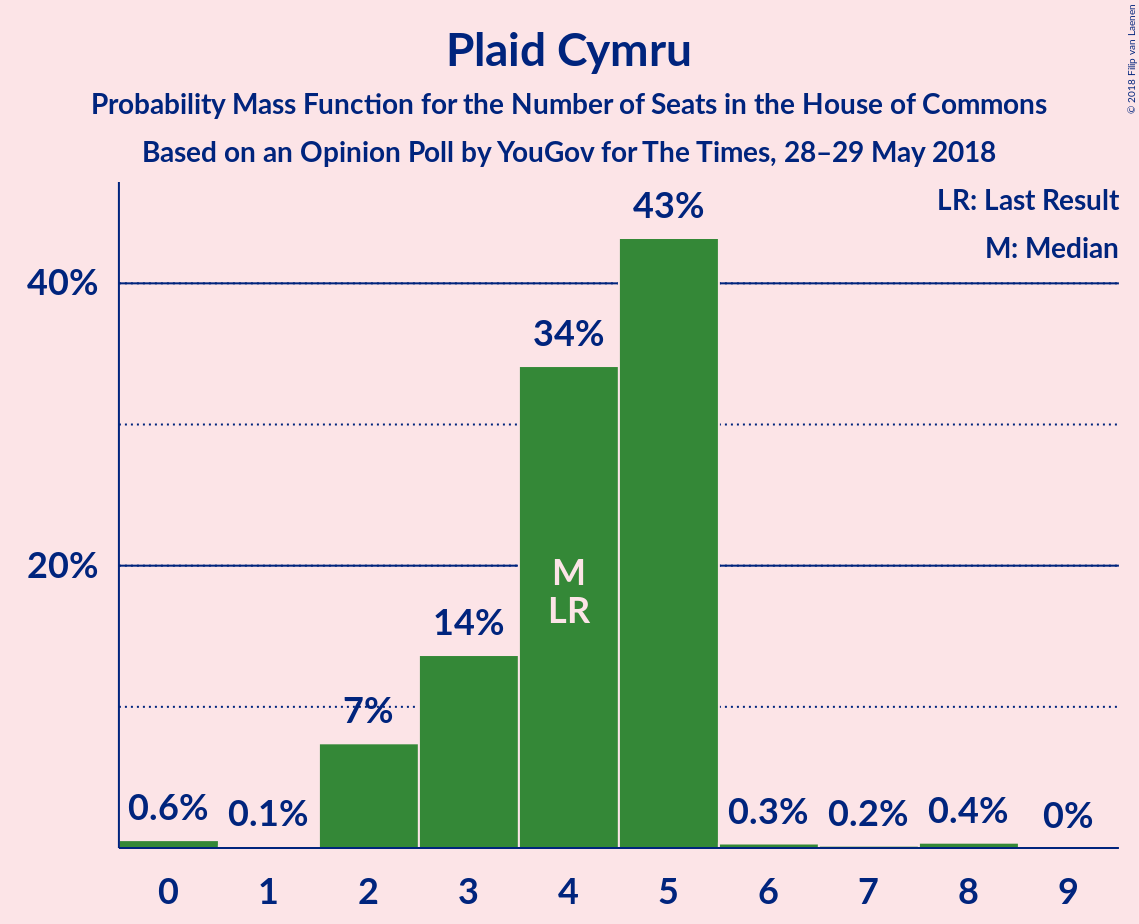 Plaid Cymru
Probability Mass Function for the Number of Seats in the House of Commons
Based on an Opinion Poll by YouGov for The Times, 28–29 May 2018
© 2018 Filip van Laenen
LR: Last Result
M: Median
40%
20%
0.6%
0.1%
7%
14%
34%
43%
0.3%
0.2%
0.4%
0%
M
LR
0 1 2 3 4 5 6 7 8 9